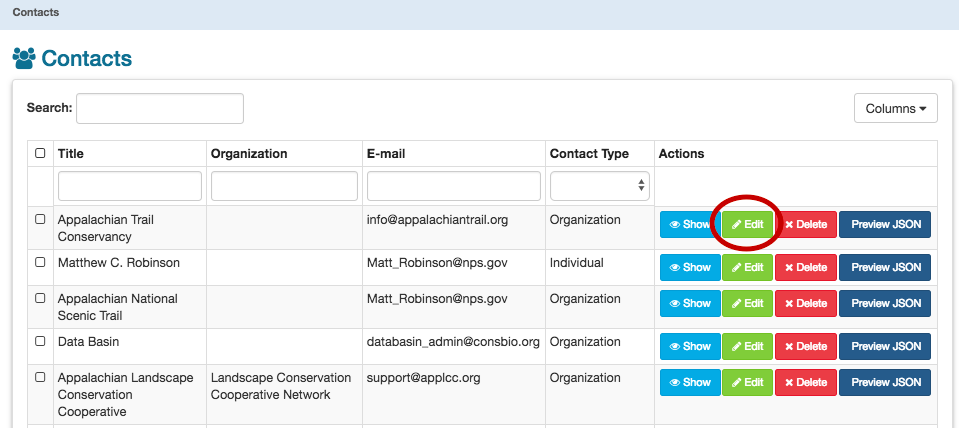 Contacts
Contacts
Search:
Columns
Title Organization E-mail Contact Type Actions
Appalachian Trail
Conservancy
info@appalachiantrail.org Organization Show Edit Delete Preview JSON
Matthew C. Robinson Matt_Robinson@nps.gov Individual Show Edit Delete Preview JSON
Appalachian National
Scenic Trail
Matt_Robinson@nps.gov Organization Show Edit Delete Preview JSON
Data Basin databasin_admin@consbio.org Organization Show Edit Delete Preview JSON
Appalachian Landscape
Conservation
Cooperative
Landscape Conservation
Cooperative Network
support@applcc.org Organization Show Edit Delete Preview JSON